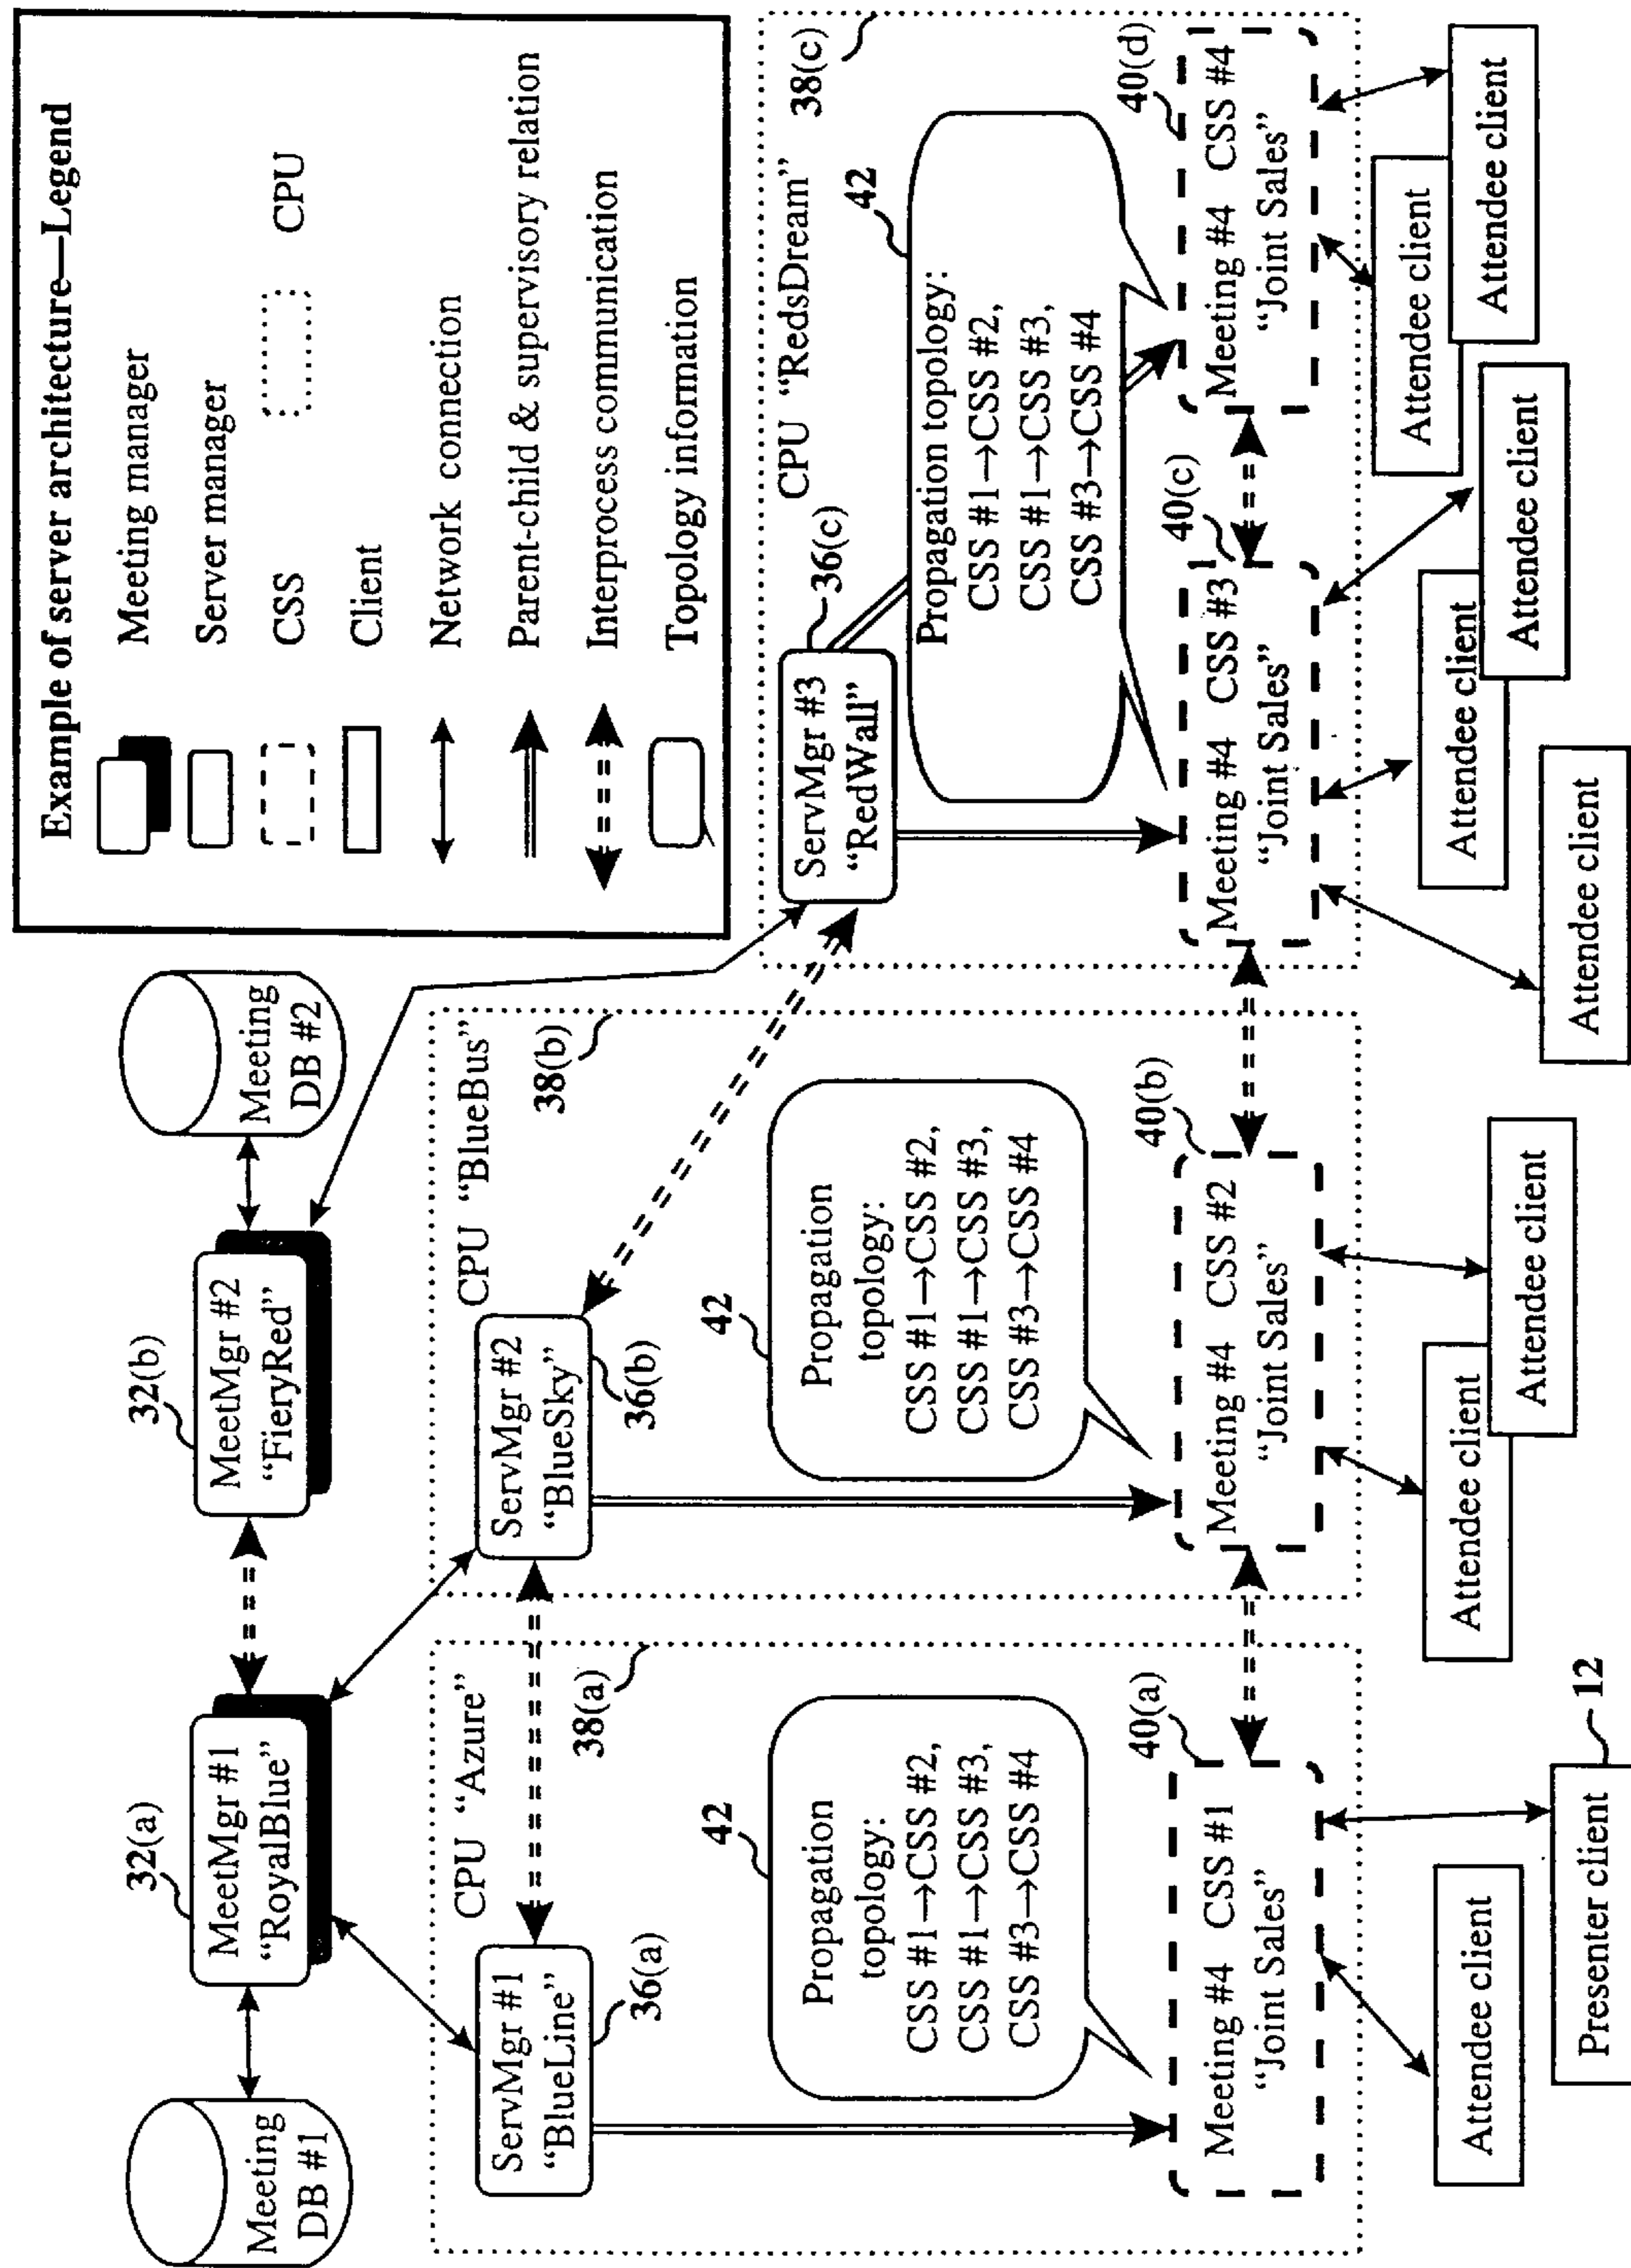 Example of server architecture—Legend
Meeting manager
Server manager
CSS
CPU
Client
Network connection
Parent-child & supervisory relation
Interprocess communication
Topology information
Meeting
DB #1
32(a)
MeetMgr #1
“RoyalBlue”
32(b)
MeetMgr #2
“FieryRed”
Meeting
DB #2
CPU “Azure”
ServMgr #1
“BlueLine”
36(a)
38(a)
42
Propagation
topology:
CSS #1→CSS #2,
CSS #1→CSS #3,
CSS #3→CSS #4
40(a)
Meeting #4 CSS #1
“Joint Sales”
Attendee client
Presenter client
12
CPU “BlueBus”
ServMgr #2
“BlueSky”
36(b)
38(b)
42
Propagation
topology:
CSS #1→CSS #2,
CSS #1→CSS #3,
CSS #3→CSS #4
40(b)
Meeting #4 CSS #2
“Joint Sales”
Attendee client
Attendee client
CPU “RedsDream”
38(c)
ServMgr #3
“RedWall”
36(c)
42
Propagation topology:
CSS #1→CSS #2,
CSS #1→CSS #3,
CSS #3→CSS #4
40(c)
Meeting #4 CSS #3
“Joint Sales”
40(d)
Meeting #4 CSS #4
“Joint Sales”
Attendee client
Attendee client
Attendee client
Attendee client
Attendee client